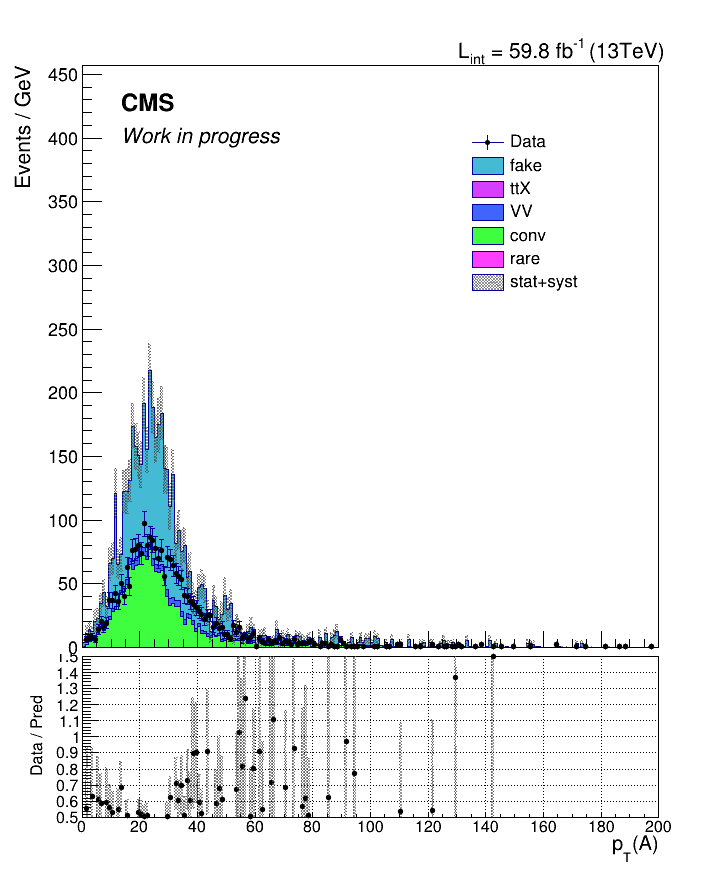 L_int = 59.8 fb^-1 (13TeV)
Events / GeV
450
400
350
300
250
200
150
100
50
0
CMS
Work in progress
Data
fake
ttX
VV
conv
rare
stat+syst
Data / Pred
1.5
1.4
1.3
1.2
1.1
1
0.9
0.8
0.7
0.6
0.5
0 20 40 60 80 100 120 140 160 180 200
p_T(A)